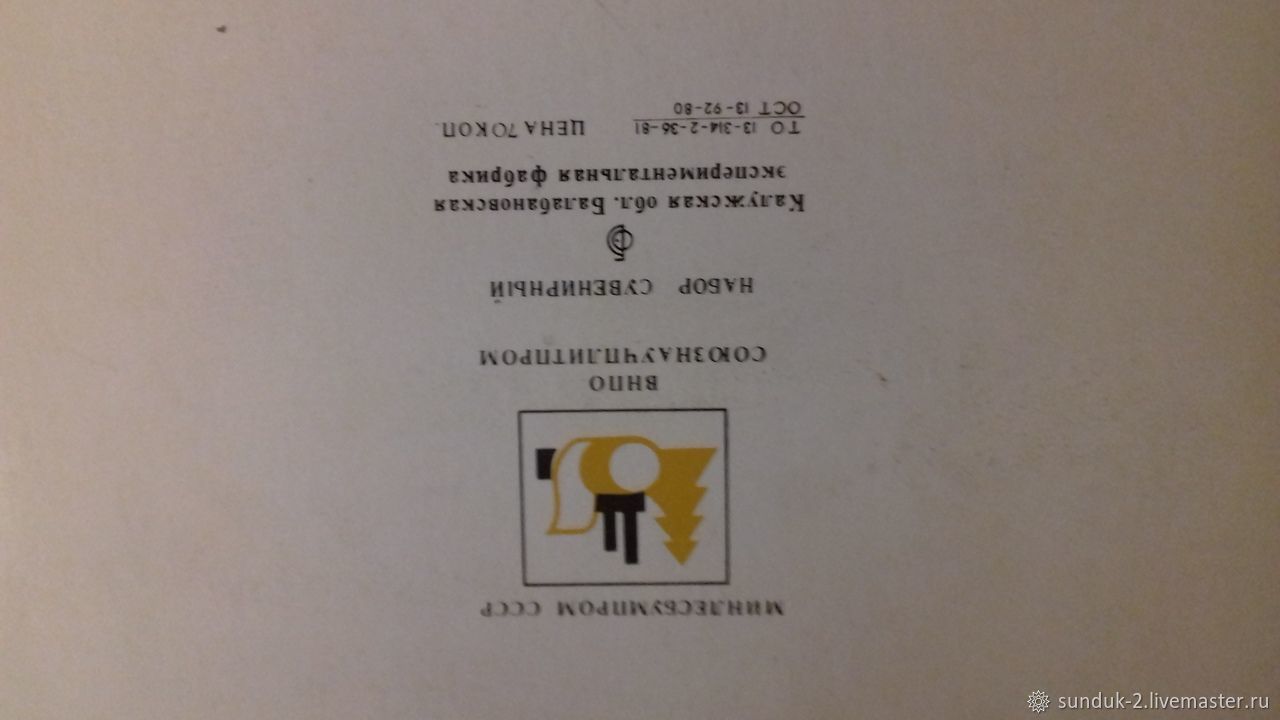 МИНЛЕСБУМПРОМ СССР
ВНПО
СОЮЗНАУЧПЛИТПРОМ
НАБОР СУВЕНИРНЫЙ
Калужская обл. Балабановская
экспериментальная фабрика
ТО 13-314-2-36-81 ЦЕНА 70 КОП.
ОСТ 13-92-80
sunduk-2.livemaster.ru